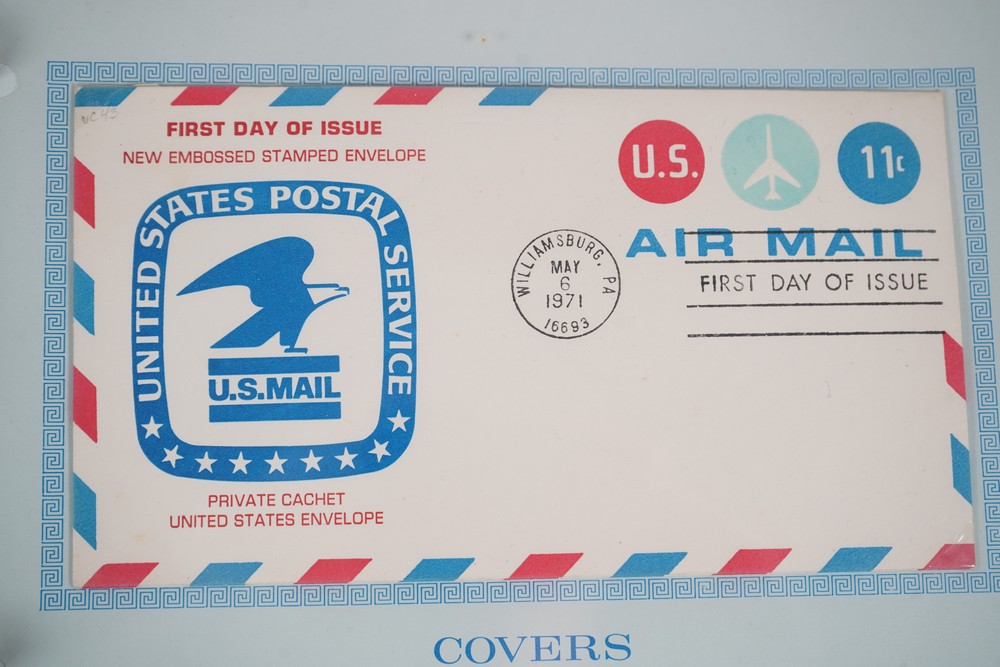 UC43
FIRST DAY OF ISSUE
NEW EMBOSSED STAMPED ENVELOPE
UNITED STATES POSTAL SERVICE
U.S.MAIL
PRIVATE CACHET
UNITED STATES ENVELOPE
U.S.
11c
AIR MAIL
WILLIAMSBURG, PA
MAY
6
1971
16693
FIRST DAY OF ISSUE
COVERS